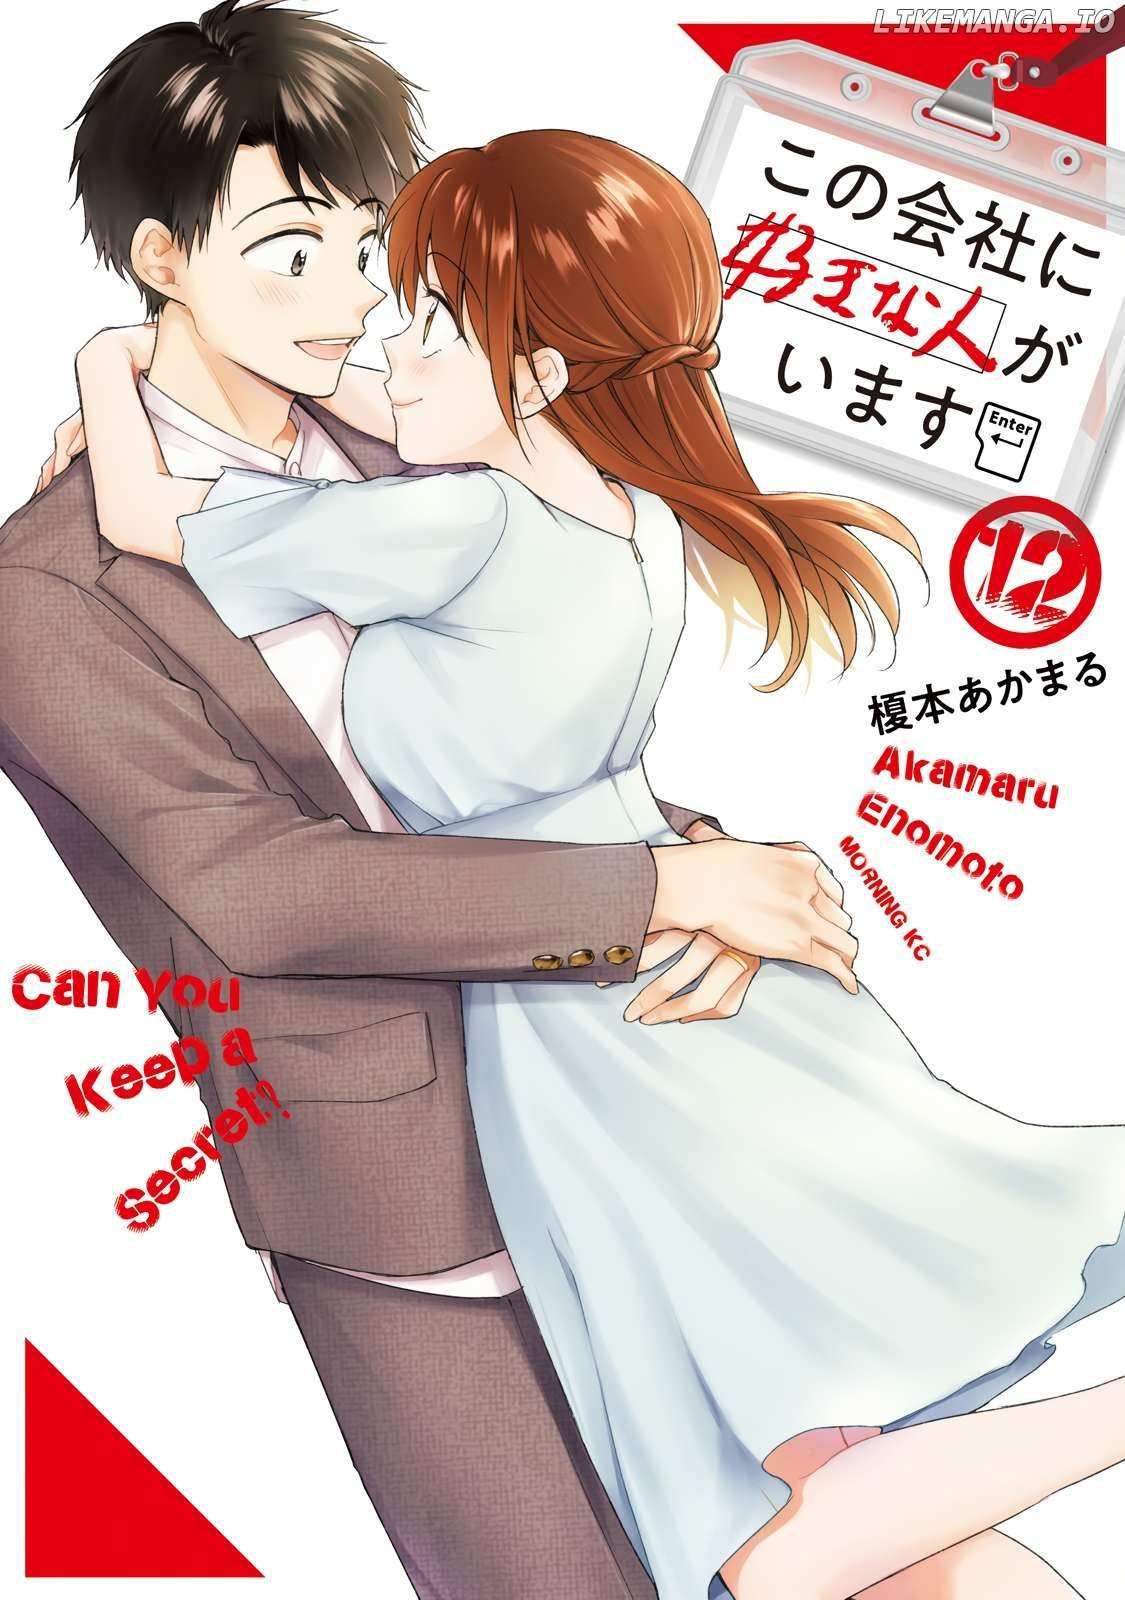 LIKEMANGA.IO
この会社に
好きな人が
います
Enter
12
榎本あかまる
Akamaru
Enomoto
MORNING KC
Can You
Keep a
Secret?